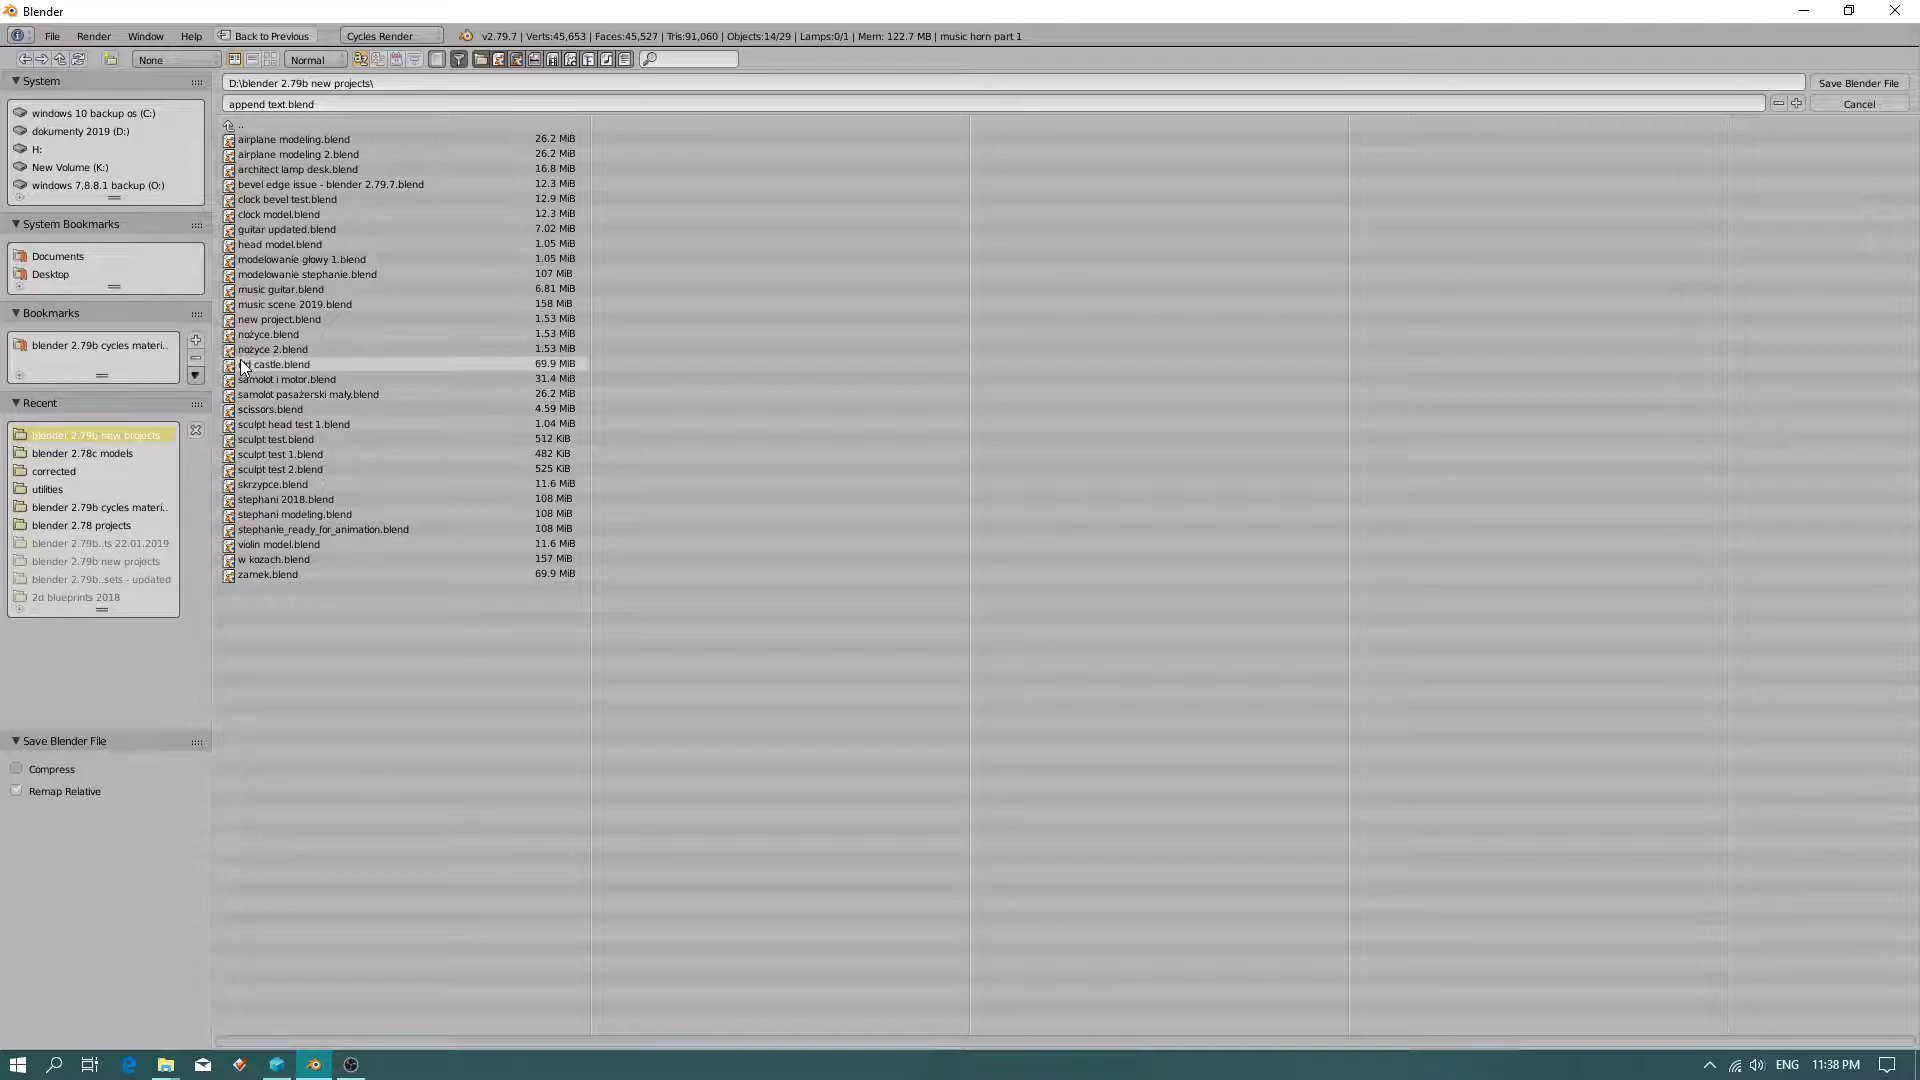 Blender
File Render Window Help Back to Previous Cycles Render v2.79.7 | Verts:45,653 | Faces:45,527 | Tris:91,060 | Objects:14/29 | Lamps:0/1 | Mem: 122.7 MB | music horn part 1
None Normal
System
windows 10 backup os (C:)
dokumenty 2019 (D:)
H:
New Volume (K:)
windows 7,8.8.1 backup (O:)
System Bookmarks
Documents
Desktop
Bookmarks
blender 2.79b cycles materi..
Recent
blender 2.79b new projects
blender 2.78c models
corrected
utilities
blender 2.79b cycles materi..
blender 2.78 projects
blender 2.79b..ts 22.01.2019
blender 2.79b new projects
blender 2.79b..sets - updated
2d blueprints 2018
Save Blender File
Compress
Remap Relative
D:\blender 2.79b new projects\ Save Blender File
append text.blend Cancel
..
airplane modeling.blend 26.2 MiB
airplane modeling 2.blend 26.2 MiB
architect lamp desk.blend 16.8 MiB
bevel edge issue - blender 2.79.7.blend 12.3 MiB
clock bevel test.blend 12.9 MiB
clock model.blend 12.3 MiB
guitar updated.blend 7.02 MiB
head model.blend 1.05 MiB
modelowanie głowy 1.blend 1.05 MiB
modelowanie stephanie.blend 107 MiB
music guitar.blend 6.81 MiB
music scene 2019.blend 158 MiB
new project.blend 1.53 MiB
nożyce.blend 1.53 MiB
nożyce 2.blend 1.53 MiB
castle.blend 69.9 MiB
samolot i motor.blend 31.4 MiB
samolot pasażerski mały.blend 26.2 MiB
scissors.blend 4.59 MiB
sculpt head test 1.blend 1.04 MiB
sculpt test.blend 512 KiB
sculpt test 1.blend 482 KiB
sculpt test 2.blend 525 KiB
skrzypce.blend 11.6 MiB
stephani 2018.blend 108 MiB
stephani modeling.blend 108 MiB
stephanie_ready_for_animation.blend 108 MiB
violin model.blend 11.6 MiB
w kozach.blend 157 MiB
zamek.blend 69.9 MiB
ENG 11:38 PM